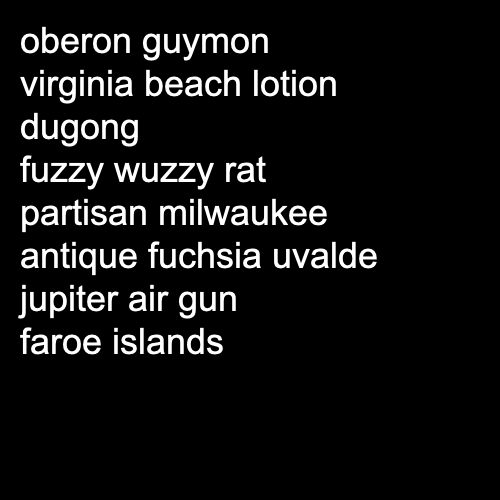 oberon guymon
virginia beach lotion
dugong
fuzzy wuzzy rat
partisan milwaukee
antique fuchsia uvalde
jupiter air gun
faroe islands